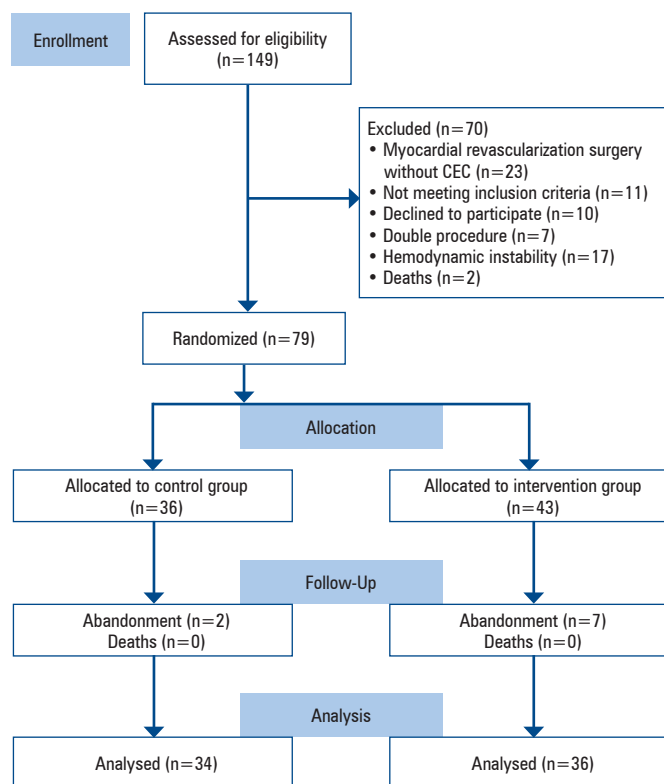 Enrollment
Assessed for eligibility
(n=149)
Excluded (n=70)
• Myocardial revascularization surgery
without CEC (n=23)
• Not meeting inclusion criteria (n=11)
• Declined to participate (n=10)
• Double procedure (n=7)
• Hemodynamic instability (n=17)
• Deaths (n=2)
Randomized (n=79)
Allocation
Allocated to control group
(n=36)
Allocated to intervention group
(n=43)
Follow-Up
Abandonment (n=2)
Deaths (n=0)
Abandonment (n=7)
Deaths (n=0)
Analysis
Analysed (n=34)
Analysed (n=36)